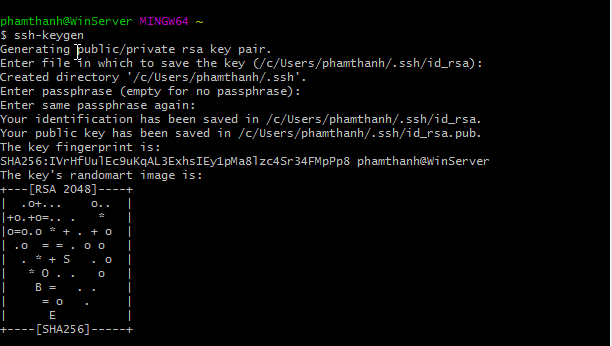 phamthanh@WinServer MINGW64 ~
$ ssh-keygen
Generating public/private rsa key pair.
Enter file in which to save the key (/c/Users/phamthanh/.ssh/id_rsa):
Created directory '/c/Users/phamthanh/.ssh'.
Enter passphrase (empty for no passphrase):
Enter same passphrase again:
Your identification has been saved in /c/Users/phamthanh/.ssh/id_rsa.
Your public key has been saved in /c/Users/phamthanh/.ssh/id_rsa.pub.
The key fingerprint is:
SHA256:IVrHfUulEc9uKqAL3ExhsIEy1pMa8lzc4Sr34FMpPp8 phamthanh@WinServer
The key's randomart image is:
+---[RSA 2048]----+
|  .o+...    o..  |
|+o.+o=.. .   *   |
|o=o.o * + . + o  |
| .o  = = . o o   |
|  . * + S   . o  |
|   * O . .   o   |
|    B =   . .    |
|     = o   .     |
|      E          |
+----[SHA256]-----+